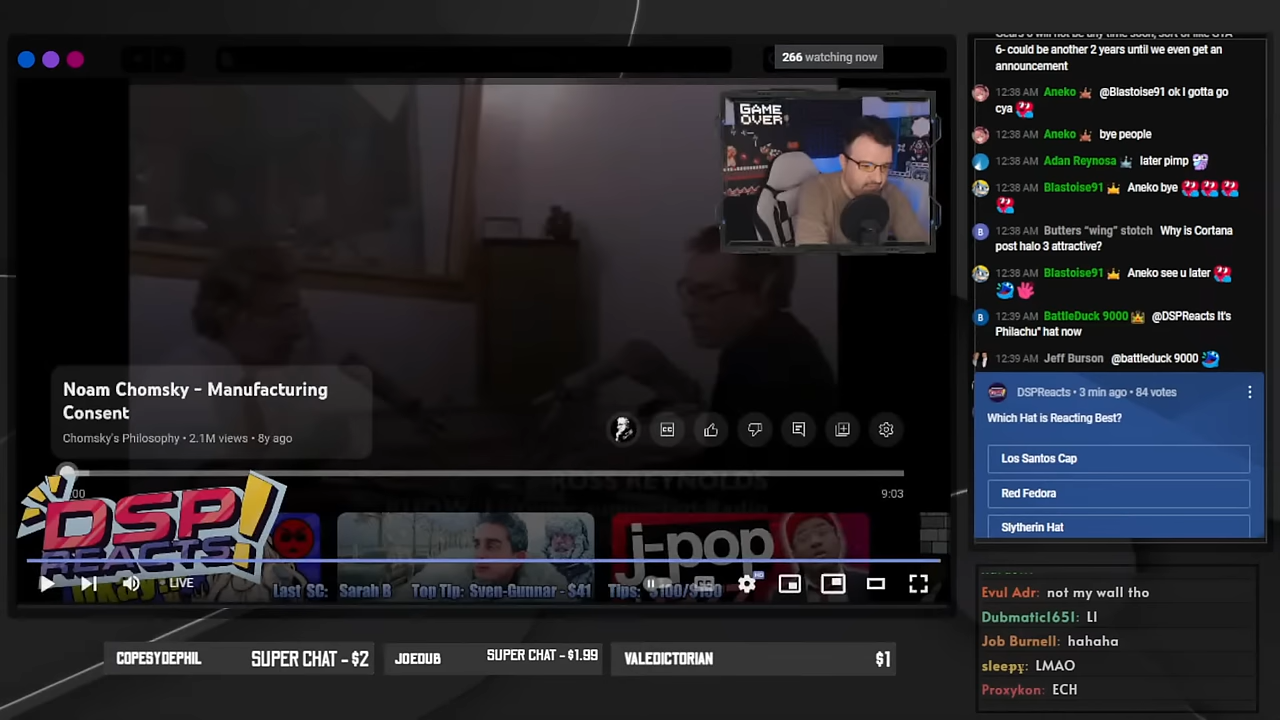 266 watching now
GAME
OVER
Noam Chomsky - Manufacturing
Consent
Chomsky's Philosophy • 2.1M views • 8y ago
9:03
ROSS REYNOLDS
DSP!
REACTS
j-pop
LIVE
Last SC: Sarah B
Top Tip: Sven-Gunnar - $41
HD
COPESYDEPHIL SUPER CHAT - $2
JOEDUB SUPER CHAT - $1.99
VALEDICTORIAN $1
6- could be another 2 years until we even get an
announcement
12:38 AM Aneko @Blastoise91 ok I gotta go
cya
12:38 AM Aneko bye people
12:38 AM Adan Reynosa later pimp
12:38 AM Blastoise91 Aneko bye
B 12:38 AM Butters "wing" stotch Why is Cortana
post halo 3 attractive?
12:38 AM Blastoise91 Aneko see u later
B 12:39 AM BattleDuck 9000 @DSPReacts It's
Philachu" hat now
12:39 AM Jeff Burson @battleduck 9000
DSPReacts • 3 min ago • 84 votes
Which Hat is Reacting Best?
Los Santos Cap
Red Fedora
Slytherin Hat
Evul Adr: not my wall tho
Dubmatic1651: LI
Job Burnell: hahaha
sleepy: LMAO
Proxykon: ECH